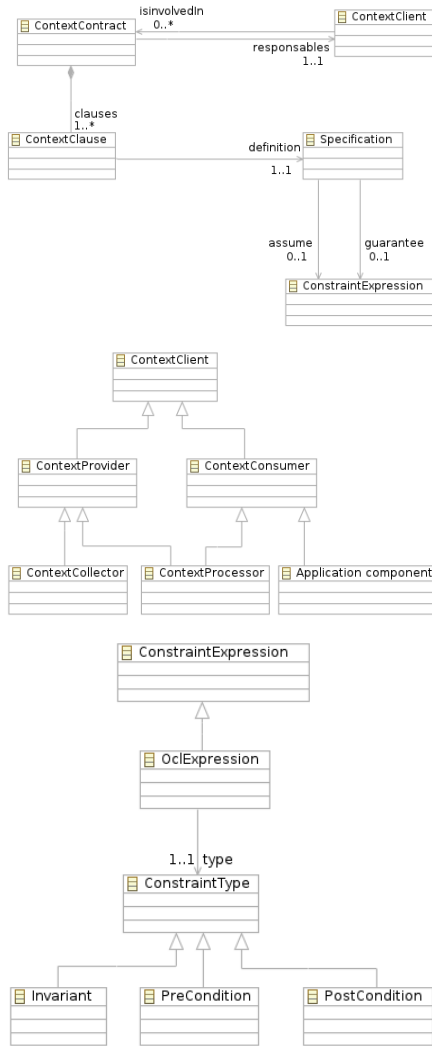 isinvolvedIn
ContextContract
0..*
ContextClient
responsables
1..1
clauses
1..*
ContextClause
definition
1..1
Specification
assume
0..1
guarantee
0..1
ConstraintExpression
ContextClient
ContextProvider
ContextConsumer
ContextCollector
ContextProcessor
Application component
ConstraintExpression
OclExpression
1..1 type
ConstraintType
Invariant
PreCondition
PostCondition